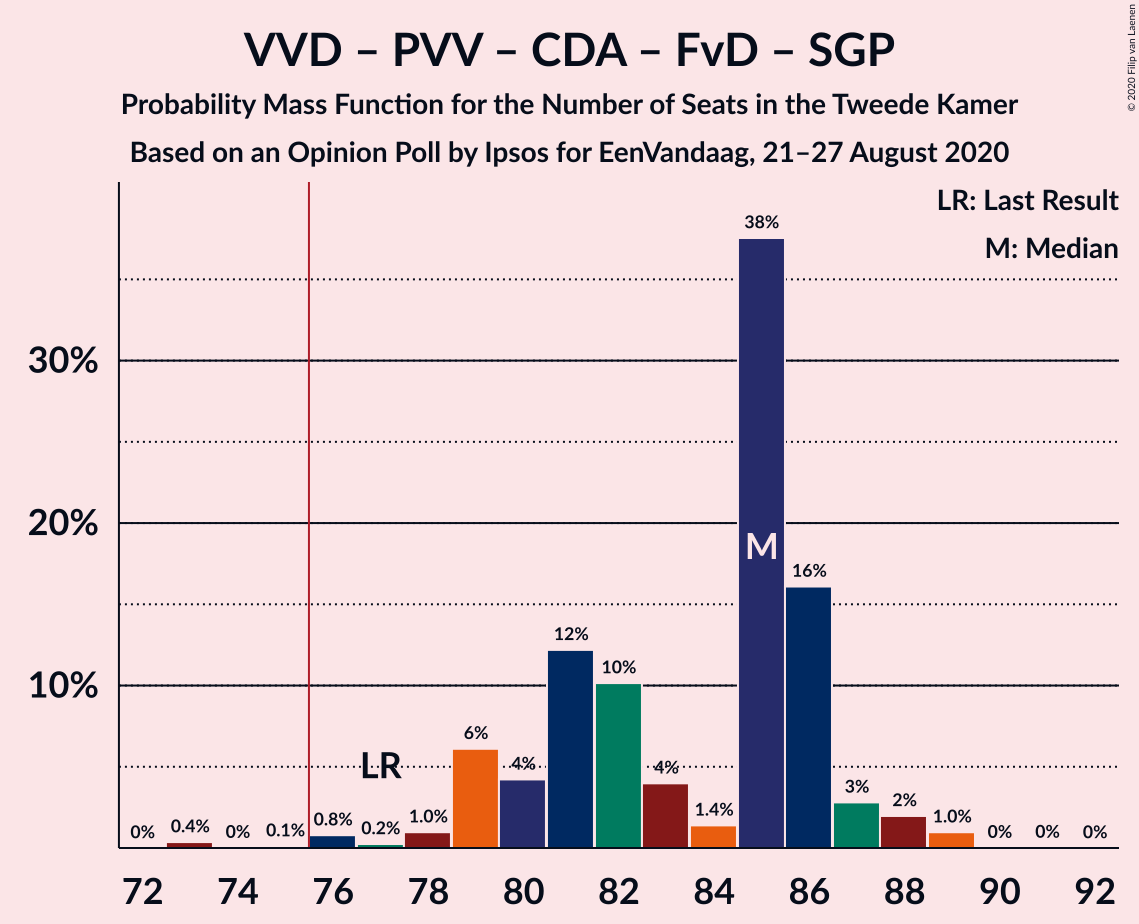 VVD – PVV – CDA – FvD – SGP
Probability Mass Function for the Number of Seats in the Tweede Kamer
Based on an Opinion Poll by Ipsos for EenVandaag, 21–27 August 2020
© 2020 Filip van Laenen
LR: Last Result
M: Median
38%
30%
20%
M
16%
12%
10%
10%
6%
LR
4%
4%
3%
2%
1.4%
1.0%
1.0%
0.8%
0.4%
0.2%
0.1%
0%
0%
0%
0%
0%
72 74 76 78 80 82 84 86 88 90 92